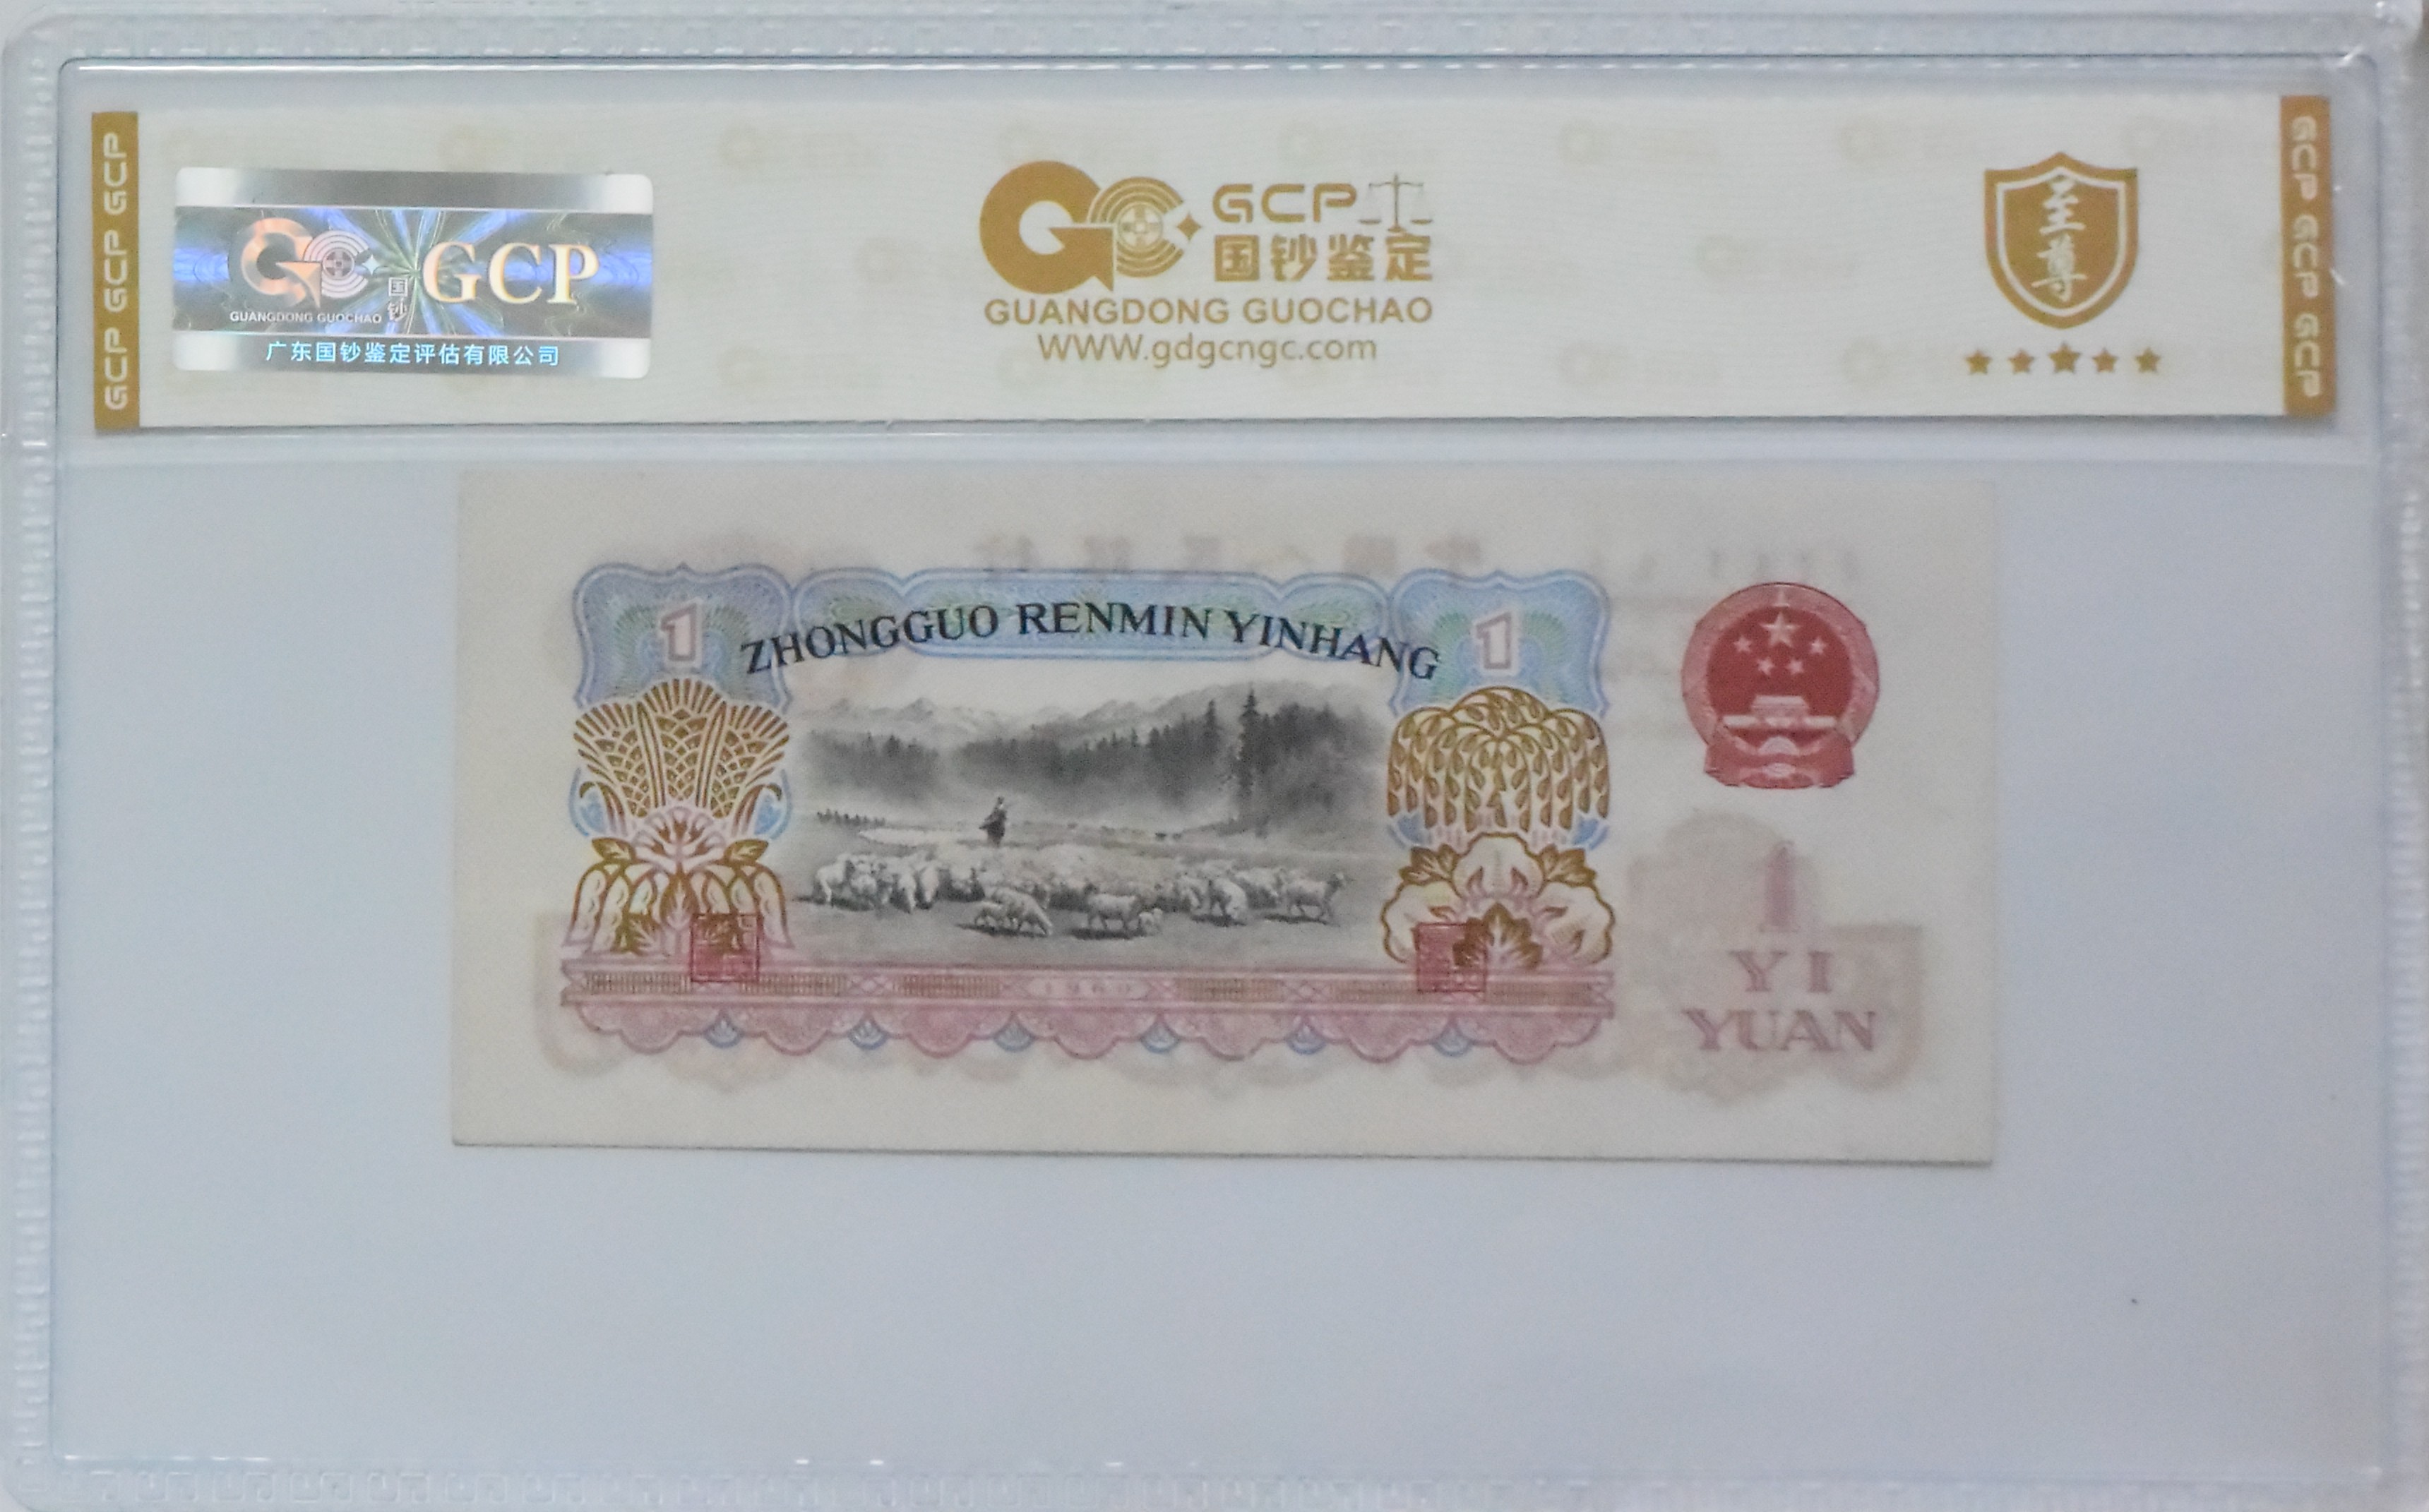 GCP GCP GCP
GCP
国钞
GUANGDONG GUOCHAO
广东国钞鉴定评估有限公司
GCP
国钞鉴定
GUANGDONG GUOCHAO
WWW.gdgcngc.com
至尊
GCP GCP GCP
ZHONGGUO RENMIN YINHANG
1
1
1960
1
YI
YUAN